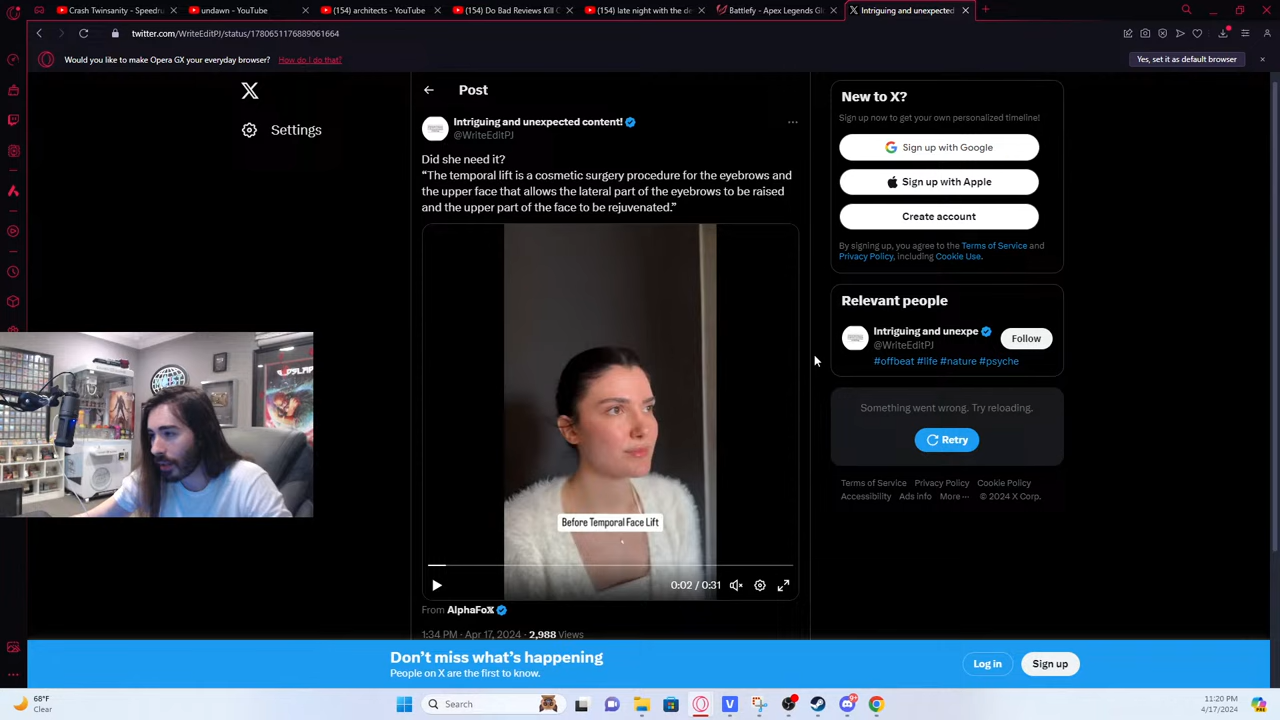 Crash Twinsanity - Speedru
undawn - YouTube
(154) architects - YouTube
(154) Do Bad Reviews Kill C
(154) late night with the de
Battlefy - Apex Legends Gl
Intriguing and unexpected
twitter.com/WriteEditPJ/status/1780651176889061664
Would you like to make Opera GX your everyday browser? How do I do that?
Yes, set it as default browser
Settings
Post
Intriguing and unexpected content!
@WriteEditPJ
Did she need it?
“The temporal lift is a cosmetic surgery procedure for the eyebrows and
the upper face that allows the lateral part of the eyebrows to be raised
and the upper part of the face to be rejuvenated.”
Before Temporal Face Lift
0:02 / 0:31
From AlphaFoX
1:34 PM · Apr 17, 2024 · 2,988 Views
New to X?
Sign up now to get your own personalized timeline!
Sign up with Google
Sign up with Apple
Create account
By signing up, you agree to the Terms of Service and
Privacy Policy, including Cookie Use.
Relevant people
Intriguing and unexpe
@WriteEditPJ
Follow
#offbeat #life #nature #psyche
Something went wrong. Try reloading.
Retry
Terms of Service Privacy Policy Cookie Policy
Accessibility Ads info More ··· © 2024 X Corp.
Don’t miss what’s happening
People on X are the first to know.
Log in
Sign up
68°F
Clear
Search
11:20 PM
4/17/2024